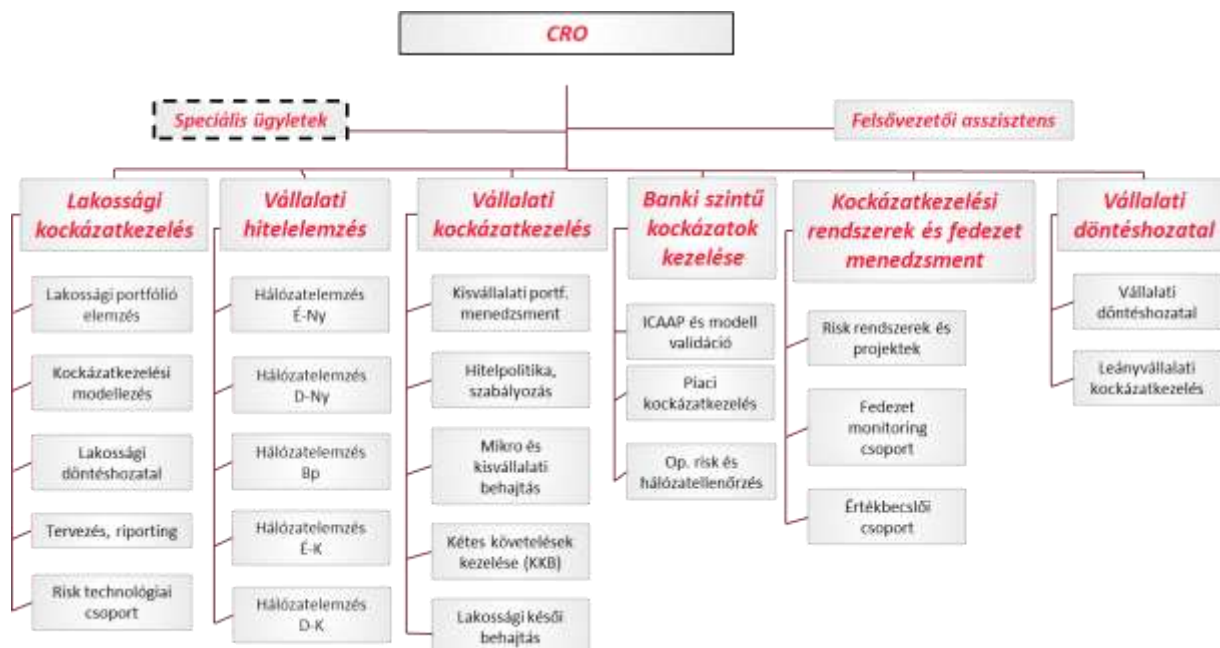 CRO
Speciális ügyletek
Felsővezetői asszisztens
Lakossági
kockázatkezelés
Lakossági portfólió
elemzés
Kockázatkezelési
modellezés
Lakossági
döntéshozatal
Tervezés, riporting
Risk technológiai
csoport
Vállalati
hitelelemzés
Hálózatelemzés
É-Ny
Hálózatelemzés
D-Ny
Hálózatelemzés
Bp
Hálózatelemzés
É-K
Hálózatelemzés
D-K
Vállalati
kockázatkezelés
Kisvállalati portf.
menedzsment
Hitelpolitika,
szabályozás
Mikro és
kisvállalati
behajtás
Kétes követelések
kezelése (KKB)
Lakossági késői
behajtás
Banki szintű
kockázatok
kezelése
ICAAP és modell
validáció
Piaci
kockázatkezelés
Op. risk és
hálózatellenőrzés
Kockázatkezelési
rendszerek és fedezet
menedzsment
Risk rendszerek és
projektek
Fedezet
monitoring
csoport
Értékbecslői
csoport
Vállalati
döntéshozatal
Vállalati
döntéshozatal
Leányvállalati
kockázatkezelés